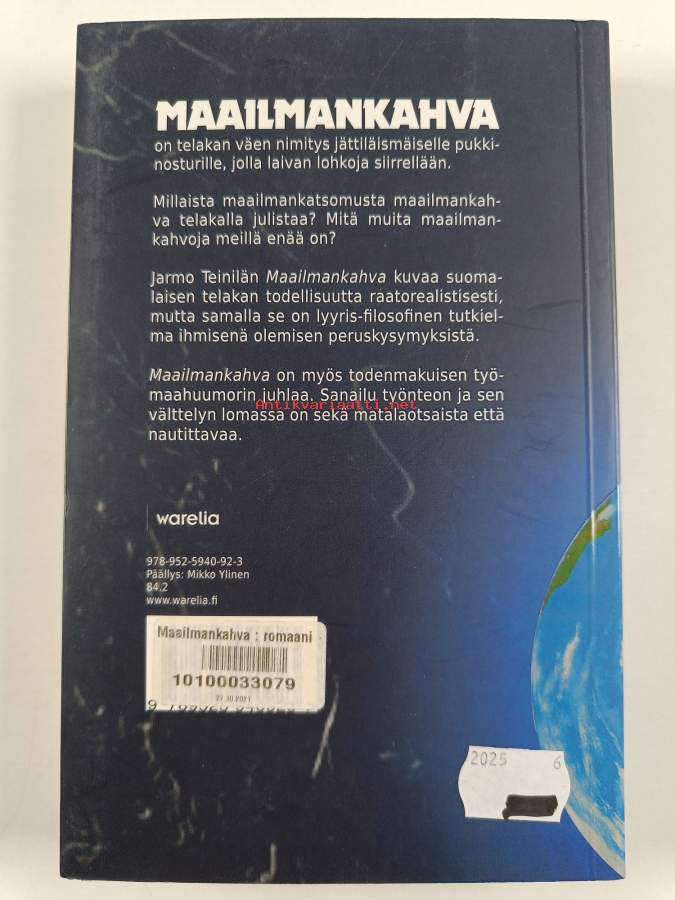 MAAILMANKAHVA
on telakan väen nimitys jättiläismäiselle pukki-
nosturille, jolla laivan lohkoja siirrellään.
Millaista maailmankatsomusta maailmankah-
va telakalla julistaa? Mitä muita maailman-
kahvoja meillä enää on?
Jarmo Teinilän Maailmankahva kuvaa suoma-
laisen telakan todellisuutta raatorealistisesti,
mutta samalla se on lyyris-filosofinen tutkiel-
ma ihmisenä olemisen peruskysymyksistä.
Maailmankahva on myös todenmakuisen työ-
maahuumorin juhlaa. Sanailu työnteon ja sen
Antikvariaatti.net
välttelyn lomassa on sekä matalaotsaista että
nautittavaa.
warelia
978-952-5940-92-3
Päällys: Mikko Ylinen
84.2
www.warelia.fi
Maailmankahva : romaani
10100033079
27.10.2021
2025 6